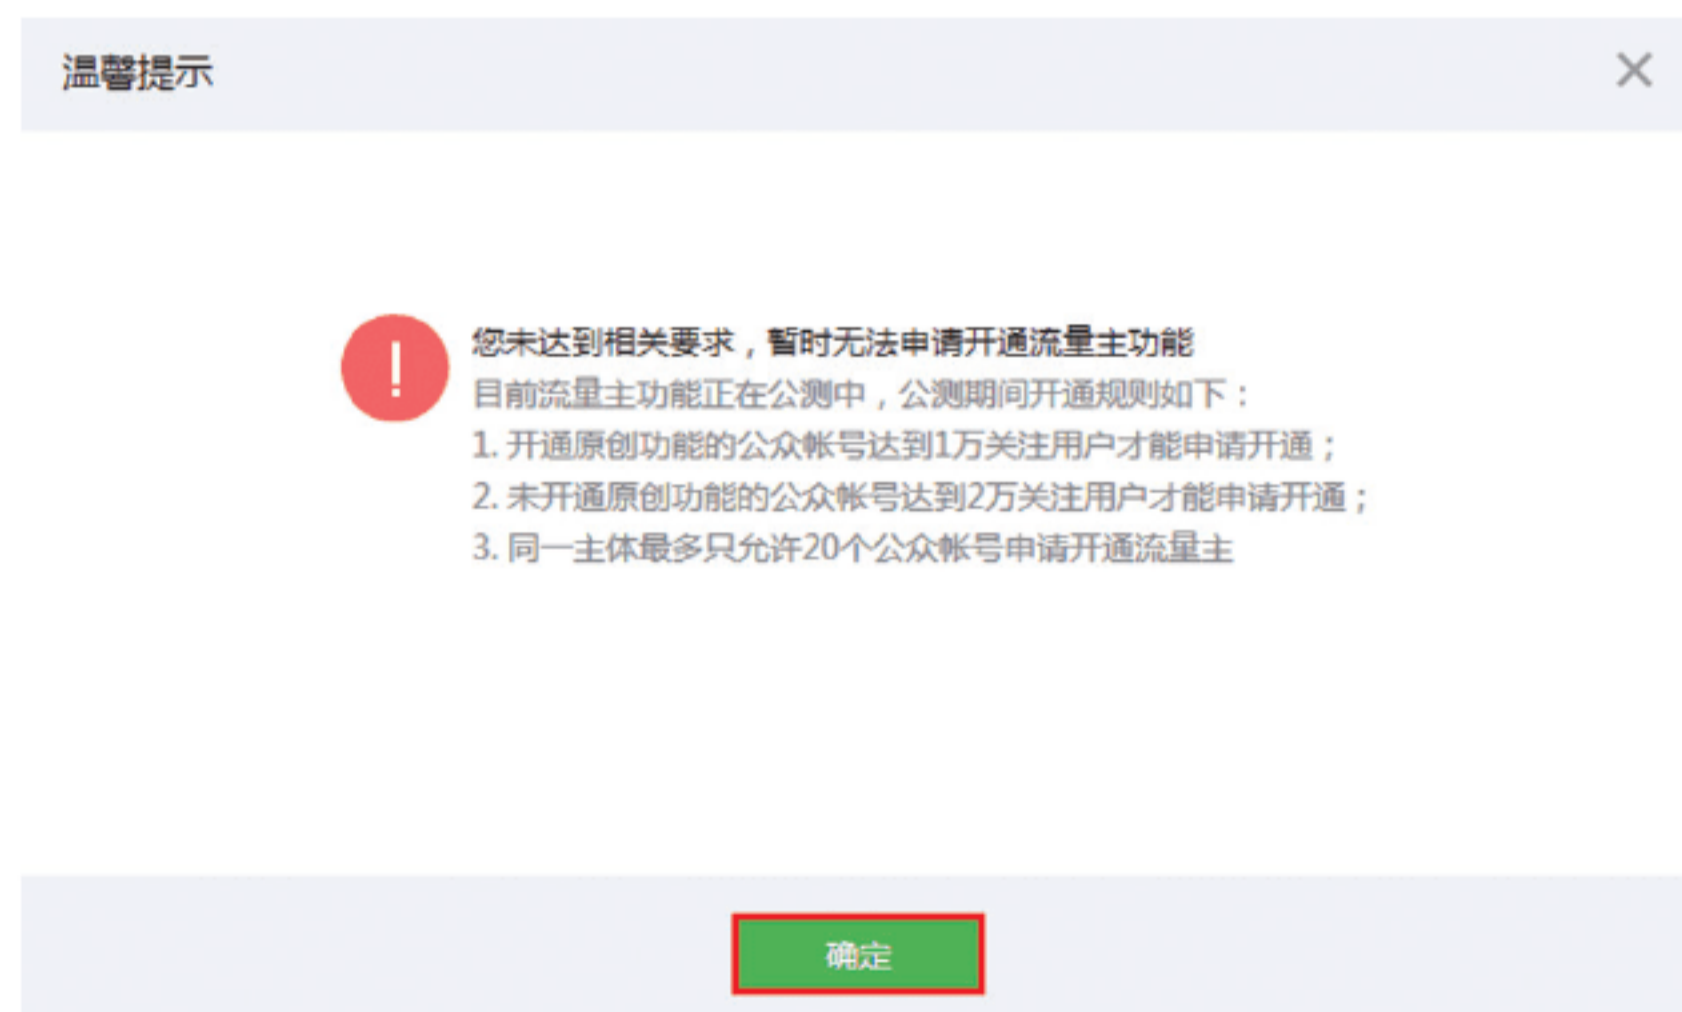 温馨提示
您未达到相关要求，暂时无法申请开通流量主功能
目前流量主功能正在公测中，公测期间开通规则如下：
1. 开通原创功能的公众帐号达到1万关注用户才能申请开通；
2. 未开通原创功能的公众帐号达到2万关注用户才能申请开通；
3. 同一主体最多只允许20个公众帐号申请开通流量主
确定